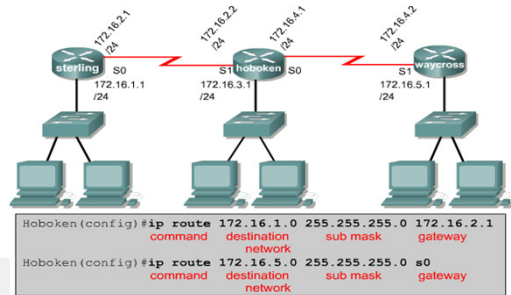 172.16.2.1
/24
172.16.2.2
/24
172.16.4.1
/24
172.16.4.2
/24
sterling
S0
S1
hoboken
S0
S1
waycross
172.16.1.1
/24
172.16.3.1
/24
172.16.5.1
/24
Hoboken(config)#ip route 172.16.1.0 255.255.255.0 172.16.2.1
command destination sub mask gateway
network
Hoboken(config)#ip route 172.16.5.0 255.255.255.0 s0
command destination sub mask gateway
network